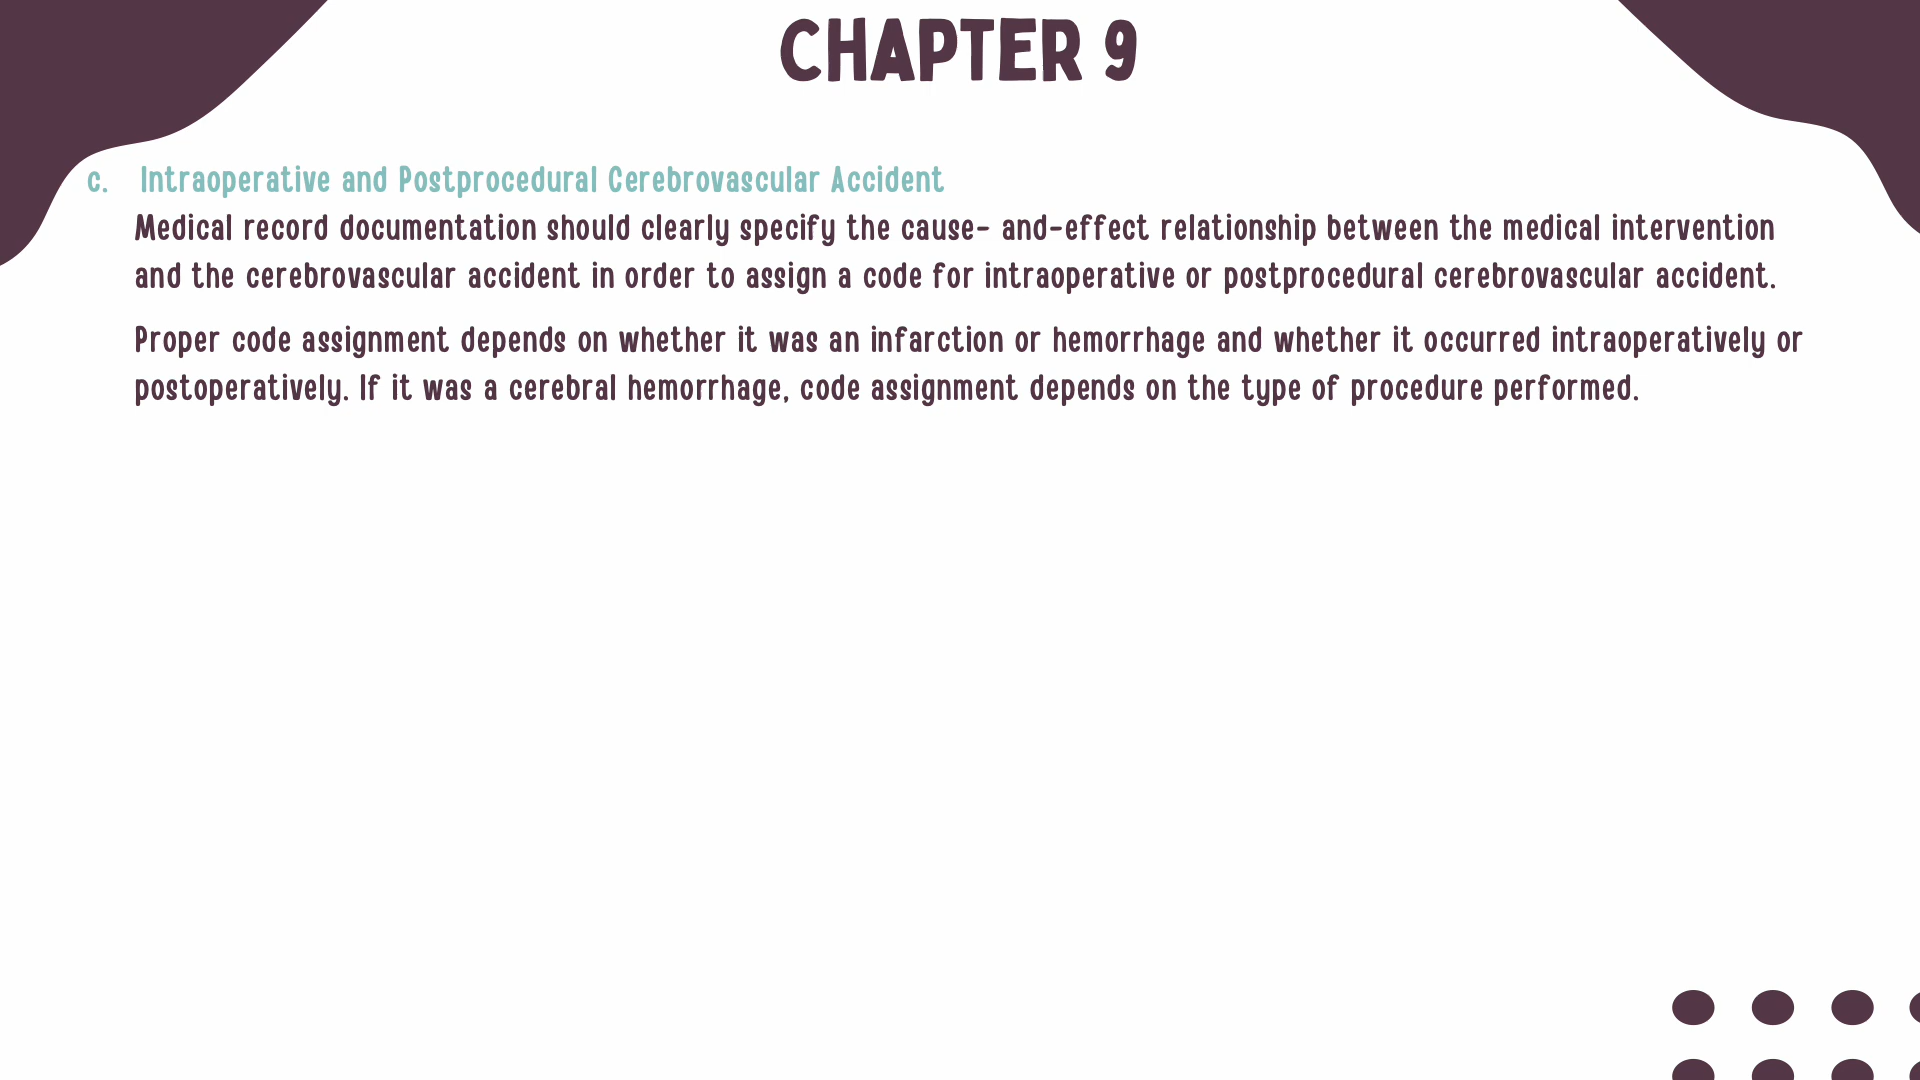 CHAPTER 9
c. Intraoperative and Postprocedural Cerebrovascular Accident
Medical record documentation should clearly specify the cause- and-effect relationship between the medical intervention
and the cerebrovascular accident in order to assign a code for intraoperative or postprocedural cerebrovascular accident.
Proper code assignment depends on whether it was an infarction or hemorrhage and whether it occurred intraoperatively or
postoperatively. If it was a cerebral hemorrhage, code assignment depends on the type of procedure performed.